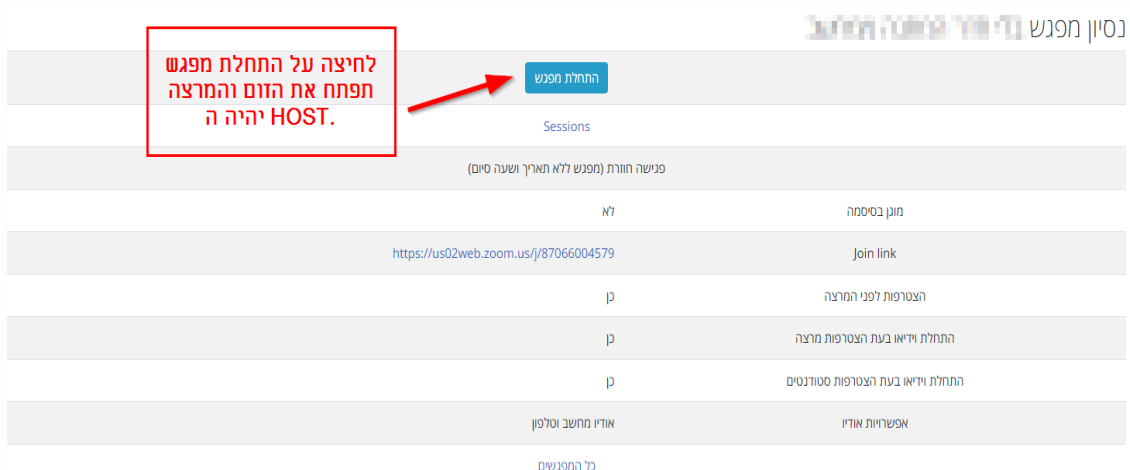 נסיון מפגש
לחיצה על התחלת מפגש
תפתח את הזום והמרצה
יהיה ה HOST.
התחלת מפגש
Sessions
פגישה חוזרת (מפגש ללא תאריך ושעה סיום)
מוגן בסיסמה לא
Join link https://us02web.zoom.us/j/87066004579
הצטרפות לפני המרצה כן
התחלת וידיאו בעת הצטרפות מרצה כן
התחלת וידיאו בעת הצטרפות סטודנטים כן
אפשרויות אודיו אודיו מחשב וטלפון
כל המפגשים